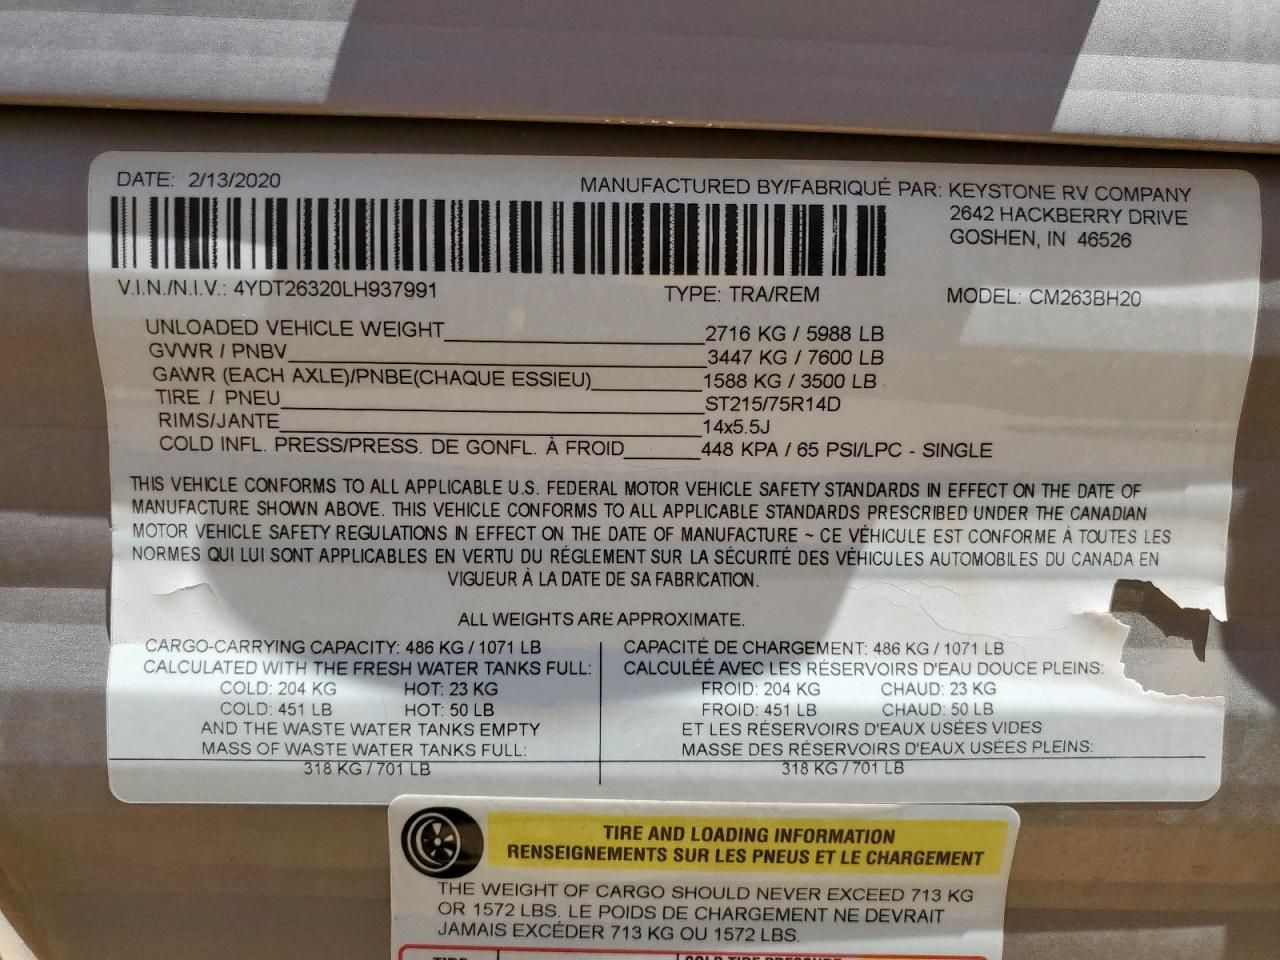 DATE: 2/13/2020
MANUFACTURED BY/FABRIQUÉ PAR: KEYSTONE RV COMPANY
2642 HACKBERRY DRIVE
GOSHEN, IN 46526
V.I.N./N.I.V.: 4YDT26320LH937991 TYPE: TRA/REM MODEL: CM263BH20
UNLOADED VEHICLE WEIGHT 2716 KG / 5988 LB
GVWR / PNBV 3447 KG / 7600 LB
GAWR (EACH AXLE)/PNBE(CHAQUE ESSIEU) 1588 KG / 3500 LB
TIRE / PNEU ST215/75R14D
RIMS/JANTE 14x5.5J
COLD INFL. PRESS/PRESS. DE GONFL. À FROID 448 KPA / 65 PSI/LPC - SINGLE
THIS VEHICLE CONFORMS TO ALL APPLICABLE U.S. FEDERAL MOTOR VEHICLE SAFETY STANDARDS IN EFFECT ON THE DATE OF
MANUFACTURE SHOWN ABOVE. THIS VEHICLE CONFORMS TO ALL APPLICABLE STANDARDS PRESCRIBED UNDER THE CANADIAN
MOTOR VEHICLE SAFETY REGULATIONS IN EFFECT ON THE DATE OF MANUFACTURE ~ CE VÉHICULE EST CONFORME À TOUTES LES
NORMES QUI LUI SONT APPLICABLES EN VERTU DU RÉGLEMENT SUR LA SÉCURITÉ DES VÉHICULES AUTOMOBILES DU CANADA EN
VIGUEUR À LA DATE DE SA FABRICATION.
ALL WEIGHTS ARE APPROXIMATE.
CARGO-CARRYING CAPACITY: 486 KG / 1071 LB
CALCULATED WITH THE FRESH WATER TANKS FULL:
COLD: 204 KG HOT: 23 KG
COLD: 451 LB HOT: 50 LB
AND THE WASTE WATER TANKS EMPTY
MASS OF WASTE WATER TANKS FULL:
318 KG / 701 LB
CAPACITÉ DE CHARGEMENT: 486 KG / 1071 LB
CALCULÉE AVEC LES RÉSERVOIRS D'EAU DOUCE PLEINS:
FROID: 204 KG CHAUD: 23 KG
FROID: 451 LB CHAUD: 50 LB
ET LES RÉSERVOIRS D'EAUX USÉES VIDES
MASSE DES RÉSERVOIRS D'EAUX USÉES PLEINS:
318 KG / 701 LB
TIRE AND LOADING INFORMATION
RENSEIGNEMENTS SUR LES PNEUS ET LE CHARGEMENT
THE WEIGHT OF CARGO SHOULD NEVER EXCEED 713 KG
OR 1572 LBS. LE POIDS DE CHARGEMENT NE DEVRAIT
JAMAIS EXCÉDER 713 KG OU 1572 LBS.
TIRE COLD TIRE PRESSURE